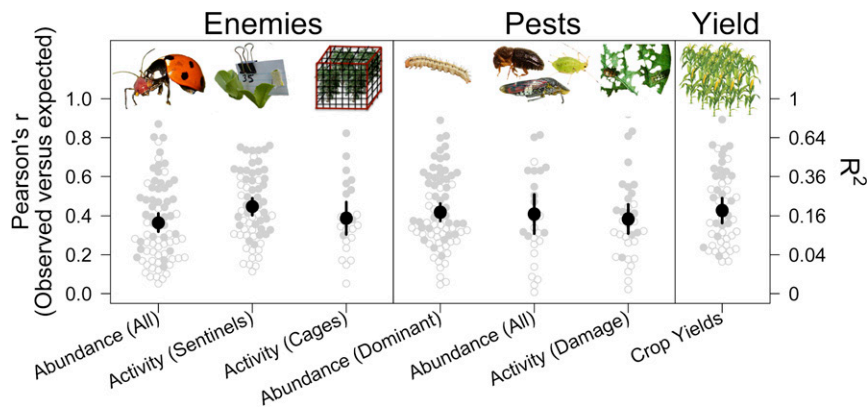 Enemies Pests Yield
Pearson's r
(Observed versus expected)
1.0
0.8
0.6
0.4
0.2
0.0
1
0.64
0.36
0.16
0.04
0
R²
Abundance (All)
Activity (Sentinels)
Activity (Cages)
Abundance (Dominant)
Abundance (All)
Activity (Damage)
Crop Yields